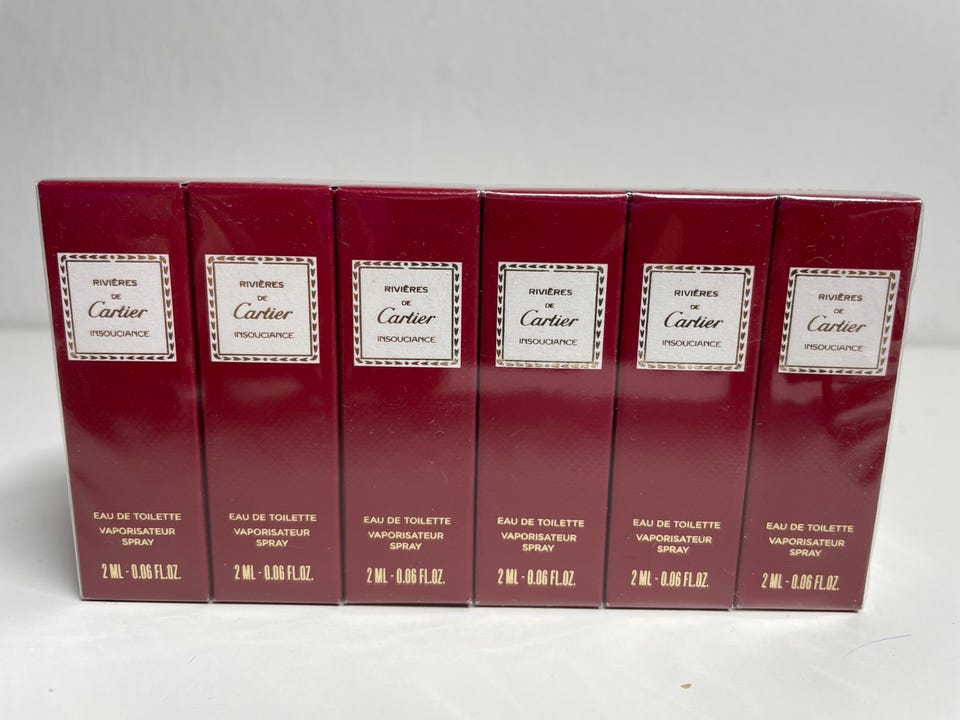 RIVIÈRES
DE
Cartier
INSOUCIANCE
EAU DE TOILETTE
VAPORISATEUR
SPRAY
2 ML - 0.06 FL.OZ.
RIVIÈRES
DE
Cartier
INSOUCIANCE
EAU DE TOILETTE
VAPORISATEUR
SPRAY
2 ML - 0.06 FL.OZ.
RIVIÈRES
DE
Cartier
INSOUCIANCE
EAU DE TOILETTE
VAPORISATEUR
SPRAY
2 ML - 0.06 FL.OZ.
RIVIÈRES
DE
Cartier
INSOUCIANCE
EAU DE TOILETTE
VAPORISATEUR
SPRAY
2 ML - 0.06 FL.OZ.
RIVIÈRES
DE
Cartier
INSOUCIANCE
EAU DE TOILETTE
VAPORISATEUR
SPRAY
2 ML - 0.06 FL.OZ.
RIVIÈRES
DE
Cartier
INSOUCIANCE
EAU DE TOILETTE
VAPORISATEUR
SPRAY
2 ML - 0.06 FL.OZ.